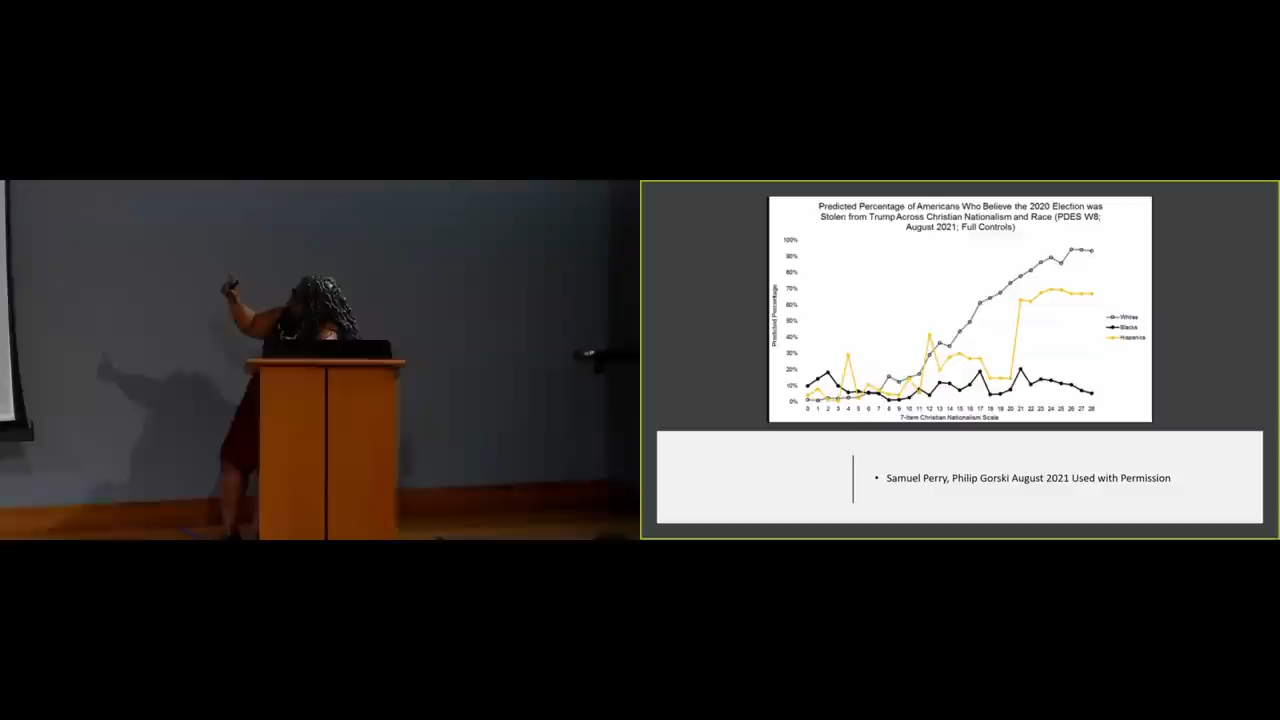 Predicted Percentage of Americans Who Believe the 2020 Election was
Stolen from Trump Across Christian Nationalism and Race (PDES W8;
August 2021; Full Controls)
100%
90%
80%
70%
60%
50%
40%
30%
20%
10%
0%
Predicted Percentage
0 1 2 3 4 5 6 7 8 9 10 11 12 13 14 15 16 17 18 19 20 21 22 23 24 25 26 27 28
7-Item Christian Nationalism Scale
Whites
Blacks
Hispanics
• Samuel Perry, Philip Gorski August 2021 Used with Permission